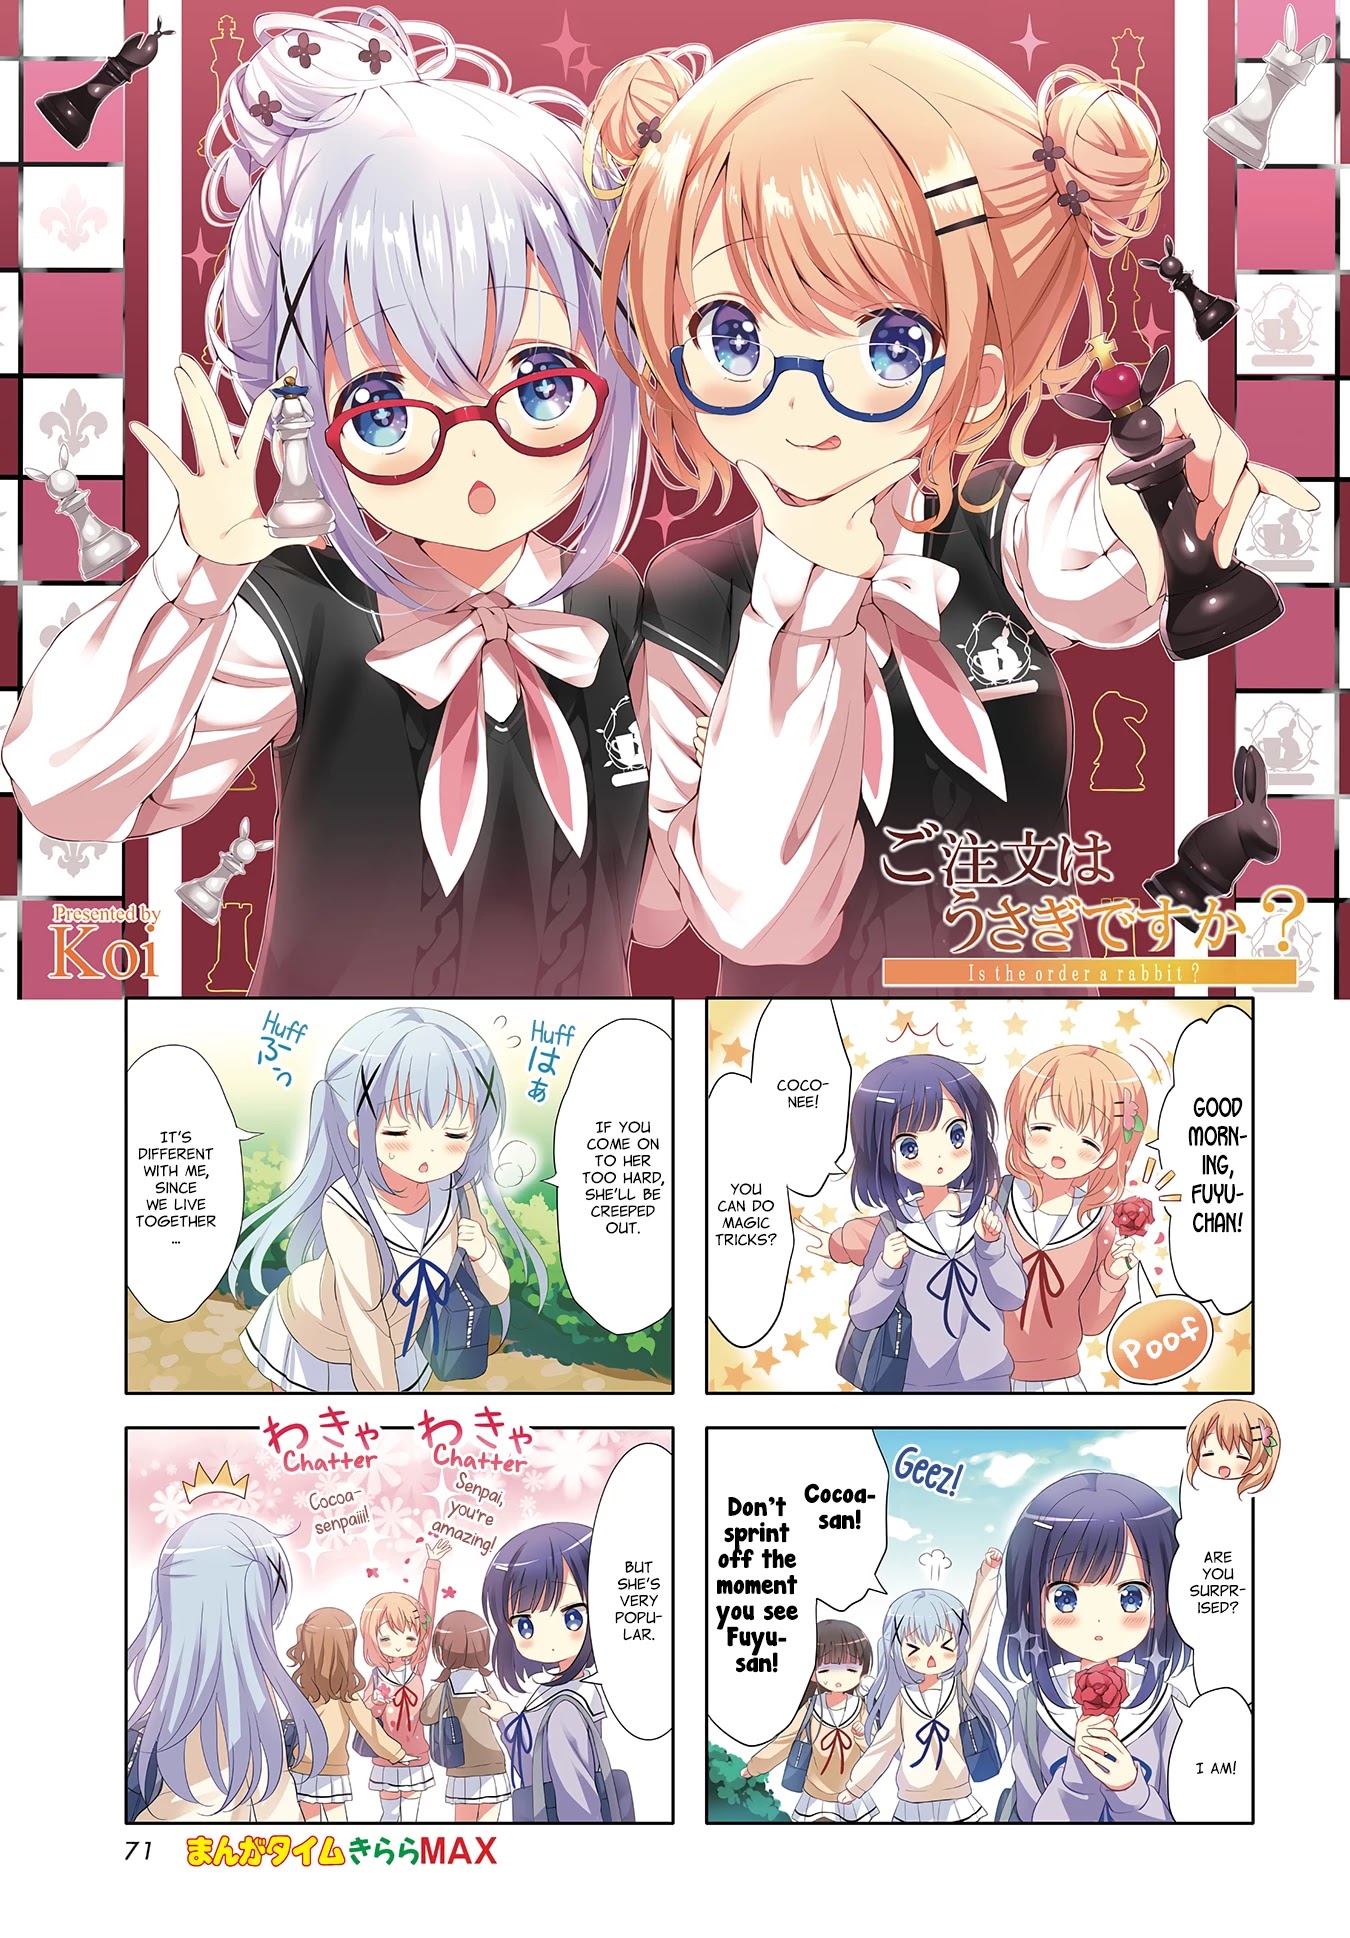 Presented by
Koi
ご注文は
うさぎですか?
Is the order a rabbit?
GOOD
MORN-
ING,
FUYU-
CHAN!
COCO-
NEE!
YOU
CAN DO
MAGIC
TRICKS?
Poof
ARE
YOU
SURPR-
ISED?
I AM!
Geez!
Cocoa-
san!
Don't
sprint
off the
moment
you see
Fuyu-
san!
Huff
はぁ
Huff
ふっ
IF YOU
COME ON
TO HER
TOO HARD,
SHE'LL BE
CREEPED
OUT.
IT'S
DIFFERENT
WITH ME,
SINCE
WE LIVE
TOGETHER
...
わきゃ
Chatter
わきゃ
Chatter
BUT
SHE'S
VERY
POPU-
LAR.
Senpai,
you're
amazing!
Cocoa-
senpaiii!
71
まんがタイムきららMAX